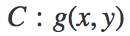 C : g(x, y)